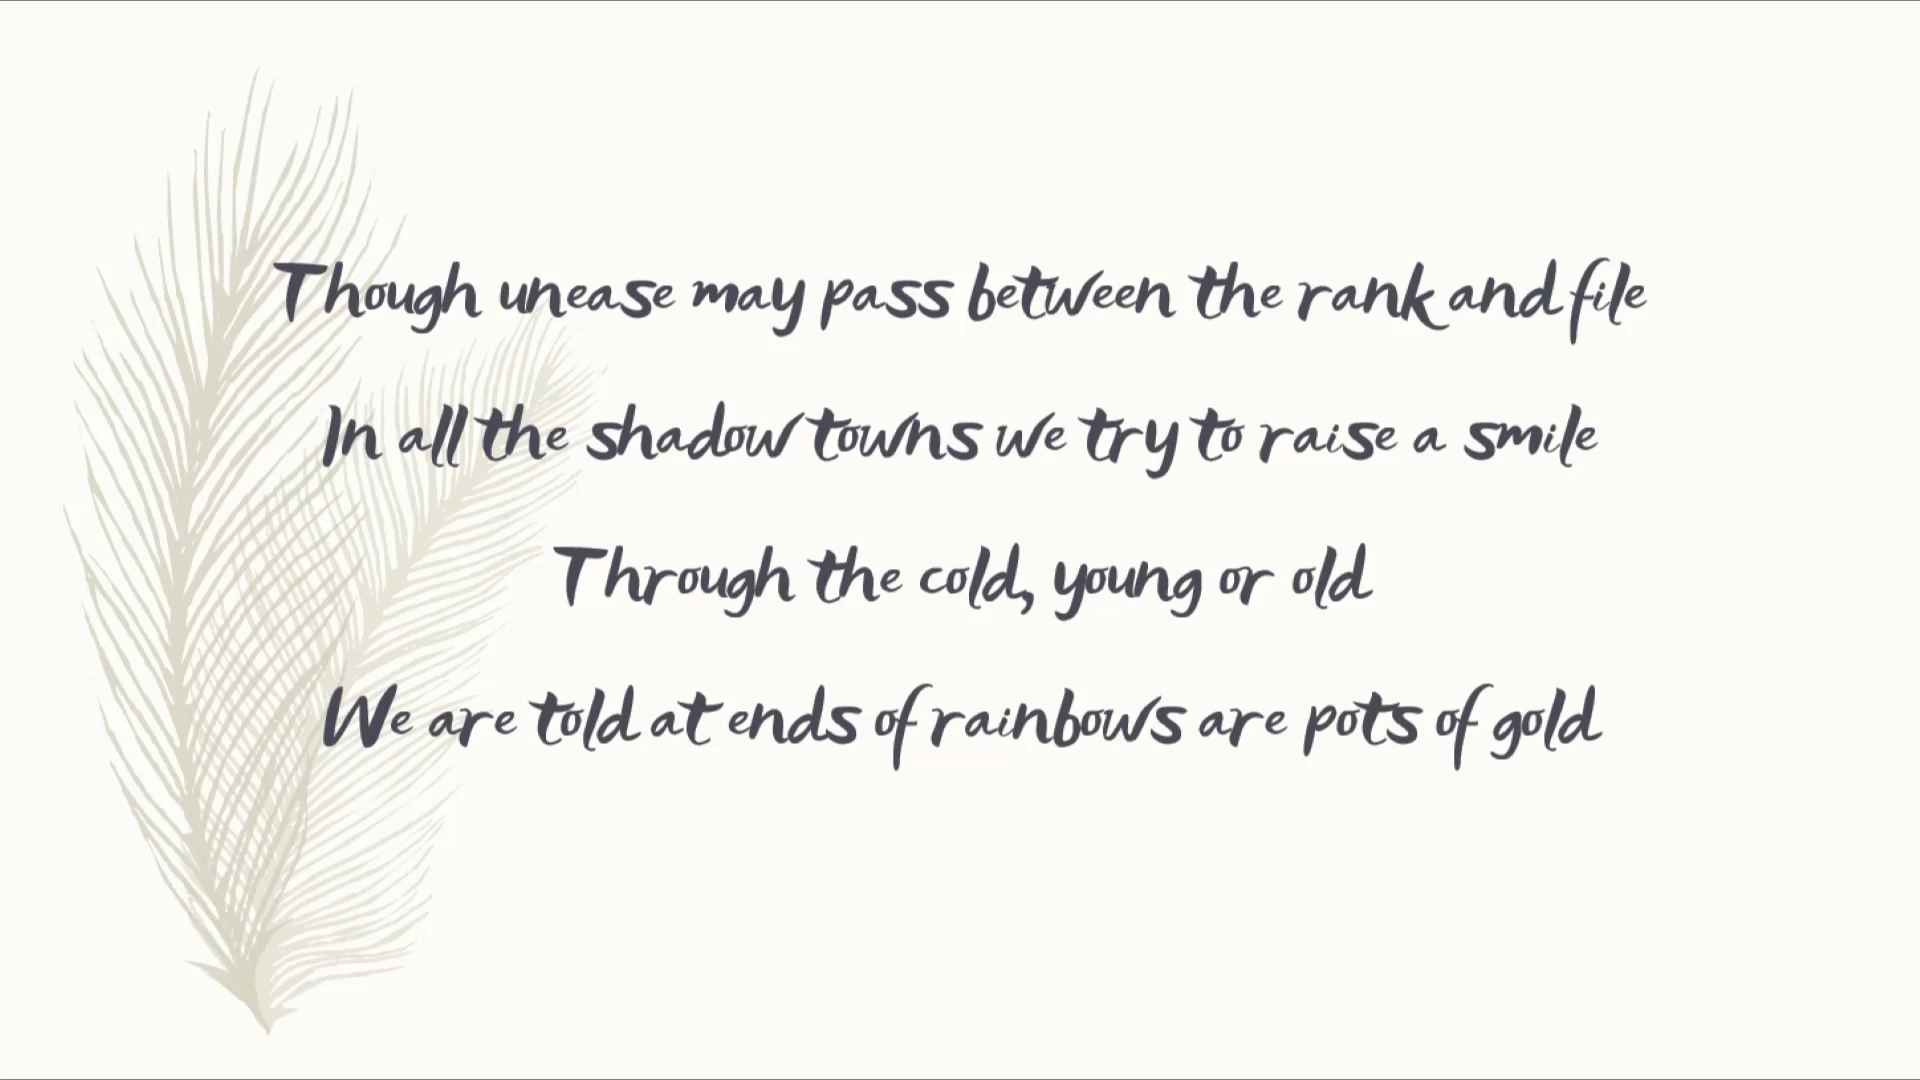 Though unease may pass between the rank and file
In all the shadow towns we try to raise a smile
Through the cold, young or old
We are told at ends of rainbows are pots of gold